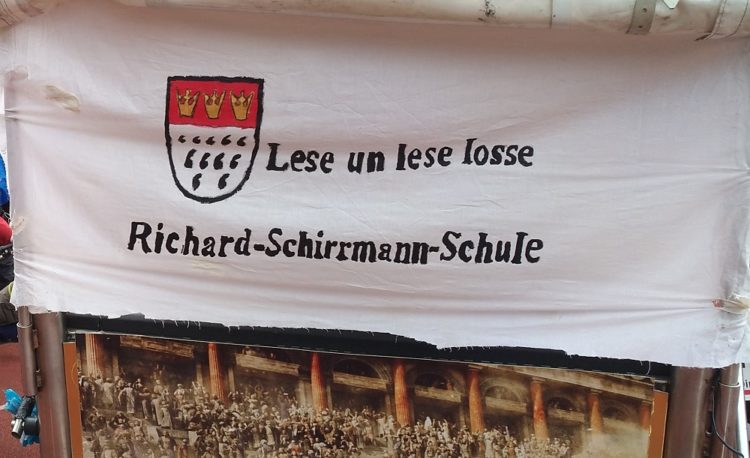 Lese un lese losse
Richard-Schirrmann-Schule